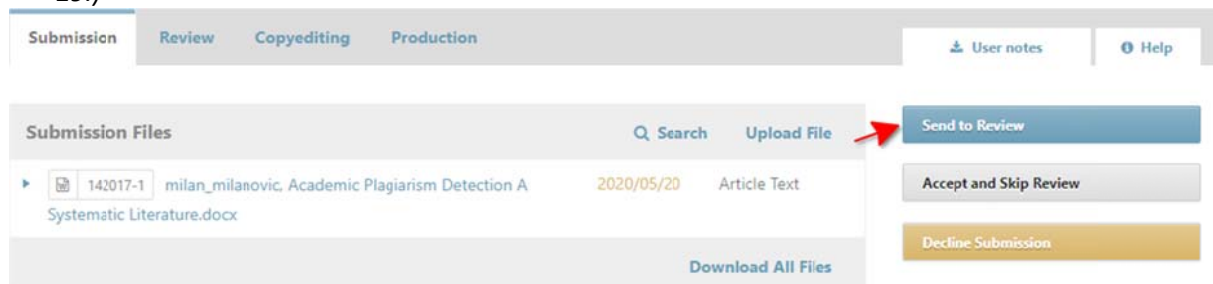 Submission Review Copyediting Production
User notes Help
Submission Files Search Upload File
142017-1 milan_milanovic, Academic Plagiarism Detection A 2020/05/20 Article Text
Systematic Literature.docx
Download All Files
Send to Review
Accept and Skip Review
Decline Submission